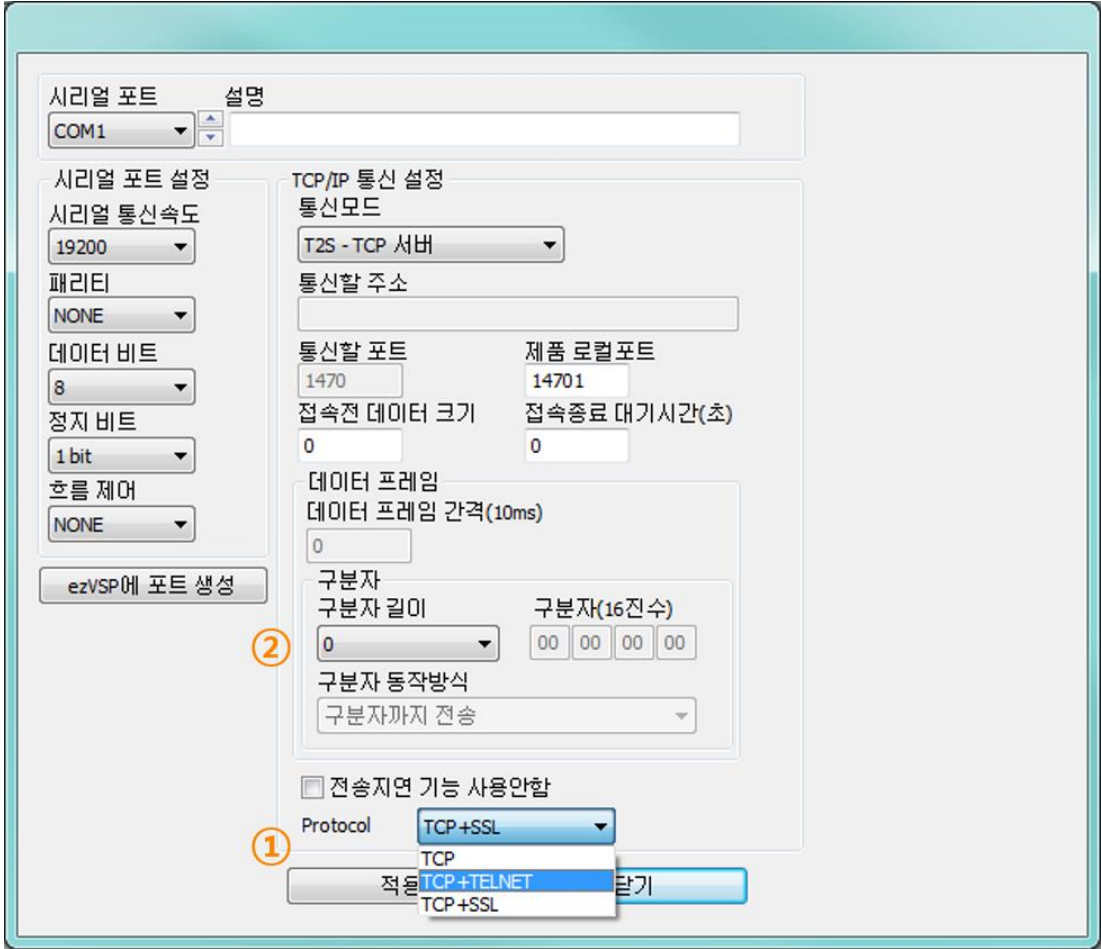 시리얼 포트 설명
COM1
시리얼 포트 설정
시리얼 통신속도
19200
패리티
NONE
데이터 비트
8
정지 비트
1 bit
흐름 제어
NONE
ezVSP에 포트 생성
TCP/IP 통신 설정
통신모드
T2S - TCP 서버
통신할 주소
통신할 포트 제품 로컬포트
1470 14701
접속전 데이터 크기 접속종료 대기시간(초)
0 0
데이터 프레임
데이터 프레임 간격(10ms)
0
구분자
구분자 길이 구분자(16진수)
② 0 00 00 00 00
구분자 동작방식
구분자까지 전송
전송지연 기능 사용안함
Protocol TCP+SSL
①
TCP
TCP+TELNET
TCP+SSL
적용 닫기